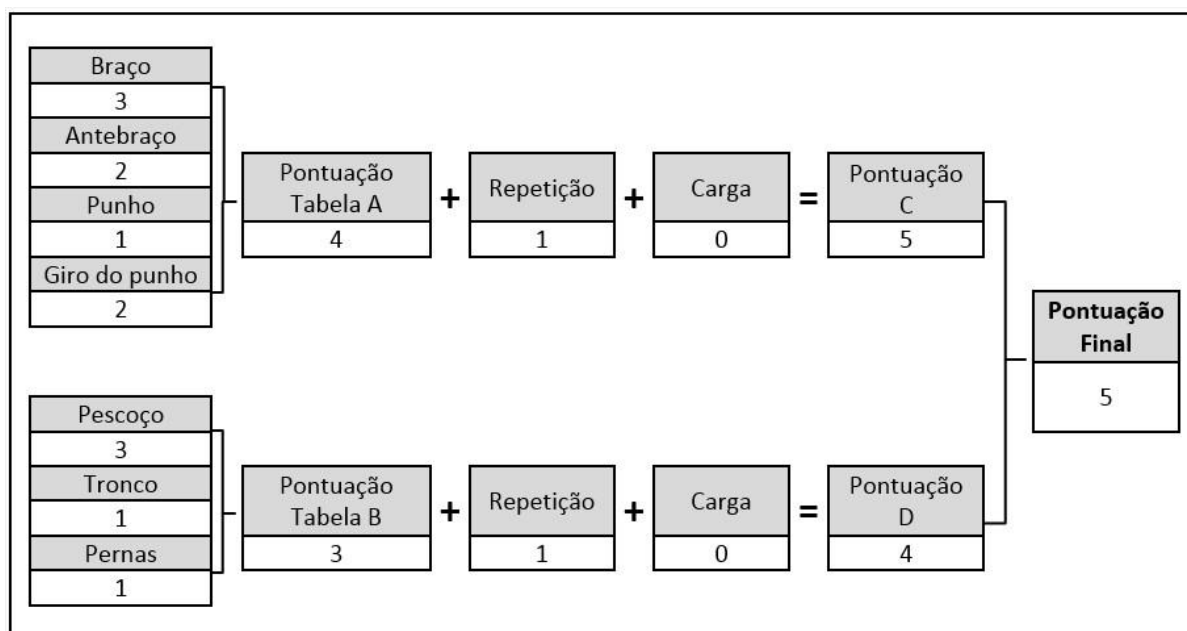 Braço
3
Antebraço
2
Punho
1
Giro do punho
2
Pontuação
Tabela A
4
+
Repetição
1
+
Carga
0
=
Pontuação
C
5
Pescoço
3
Tronco
1
Pernas
1
Pontuação
Tabela B
3
+
Repetição
1
+
Carga
0
=
Pontuação
D
4
Pontuação
Final
5